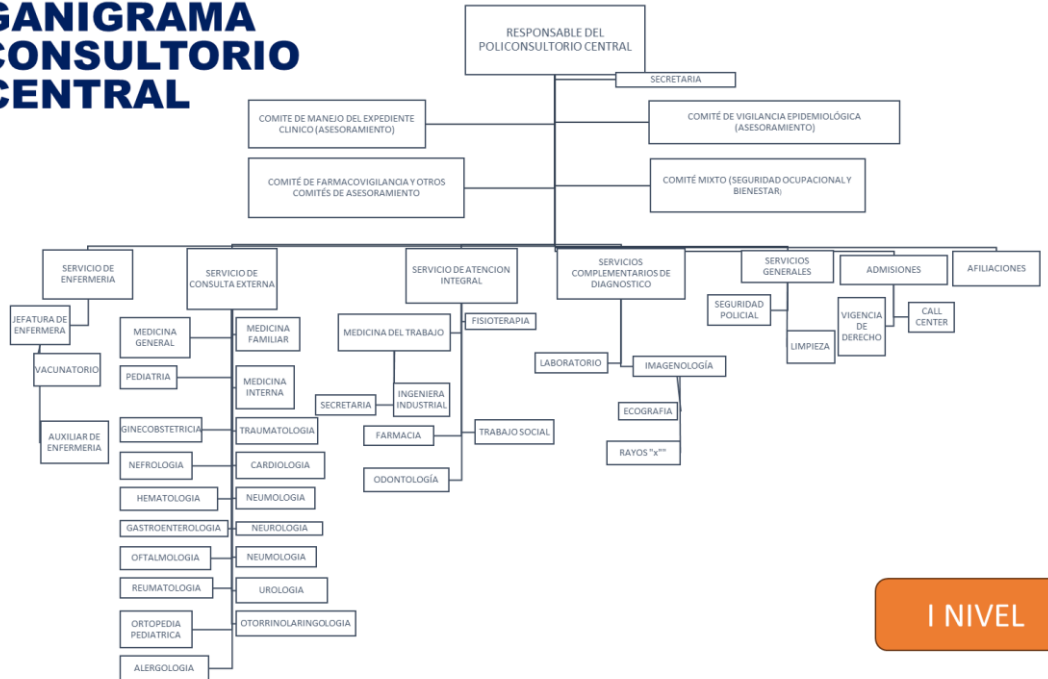 GANIGRAMA
CONSULTORIO
CENTRAL
RESPONSABLE DEL
POLICONSULTORIO CENTRAL
SECRETARIA
COMITE DE MANEJO DEL EXPEDIENTE
CLINICO (ASESORAMIENTO)
COMITÉ DE VIGILANCIA EPIDEMIOLÓGICA
(ASESORAMIENTO)
COMITÉ DE FARMACOVIGILANCIA Y OTROS
COMITÉS DE ASESORAMIENTO
COMITÉ MIXTO (SEGURIDAD OCUPACIONAL Y
BIENESTAR)
SERVICIO DE
ENFERMERIA
JEFATURA DE
ENFERMERA
VACUNATORIO
AUXILIAR DE
ENFERMERIA
SERVICIO DE
CONSULTA EXTERNA
MEDICINA
GENERAL
MEDICINA
FAMILIAR
PEDIATRIA
MEDICINA
INTERNA
GINECOBSTETRICIA
TRAUMATOLOGIA
NEFROLOGIA
CARDIOLOGIA
HEMATOLOGIA
NEUMOLOGIA
GASTROENTEROLOGIA
NEUROLOGIA
OFTALMOLOGIA
NEUMOLOGIA
REUMATOLOGIA
UROLOGIA
ORTOPEDIA
PEDIATRICA
OTORRINOLARINGOLOGIA
ALERGOLOGIA
SERVICIO DE ATENCION
INTEGRAL
FISIOTERAPIA
MEDICINA DEL TRABAJO
INGENIERA
INDUSTRIAL
SECRETARIA
FARMACIA
TRABAJO SOCIAL
ODONTOLOGÍA
SERVICIOS
COMPLEMENTARIOS DE
DIAGNOSTICO
LABORATORIO
IMAGENOLOGÍA
ECOGRAFIA
RAYOS "x""
SERVICIOS
GENERALES
SEGURIDAD
POLICIAL
LIMPIEZA
ADMISIONES
VIGENCIA
DE
DERECHO
CALL
CENTER
AFILIACIONES
I NIVEL